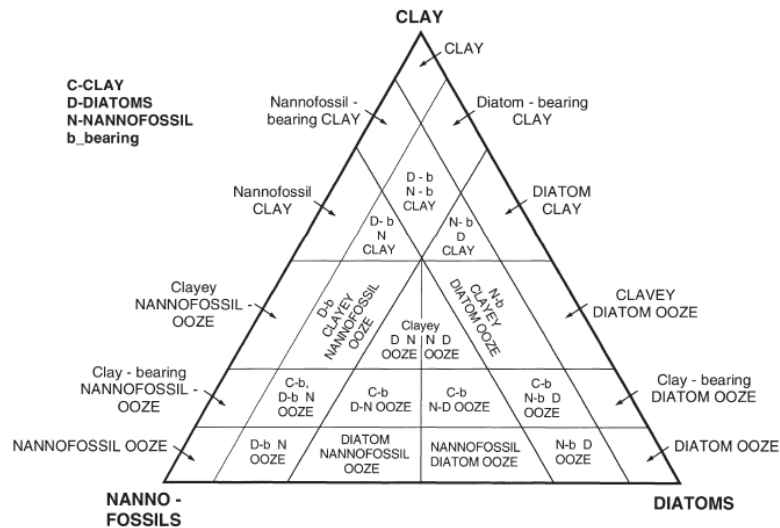 CLAY
CLAY
C-CLAY
D-DIATOMS
N-NANNOFOSSIL
b_bearing
Nannofossil -
bearing CLAY
Diatom - bearing
CLAY
Nannofossil
CLAY
D - b
N - b
CLAY
DIATOM
CLAY
D- b
N
CLAY
N- b
D
CLAY
Clayey
NANNOFOSSIL -
OOZE
D-b
CLAYEY
NANNOFOSSIL
OOZE
N-b
CLAYEY
DIATOM OOZE
CLAVEY
DIATOM OOZE
Clayey
D N N D
OOZE OOZE
Clay - bearing
NANNOFOSSIL -
OOZE
C-b,
D-b N
OOZE
C-b
D-N OOZE
C-b
N-D OOZE
C-b
N-b D
OOZE
Clay - bearing
DIATOM OOZE
NANNOFOSSIL OOZE
D-b N
OOZE
DIATOM
NANNOFOSSIL
OOZE
NANNOFOSSIL
DIATOM OOZE
N-b D
OOZE
DIATOM OOZE
NANNO -
FOSSILS
DIATOMS